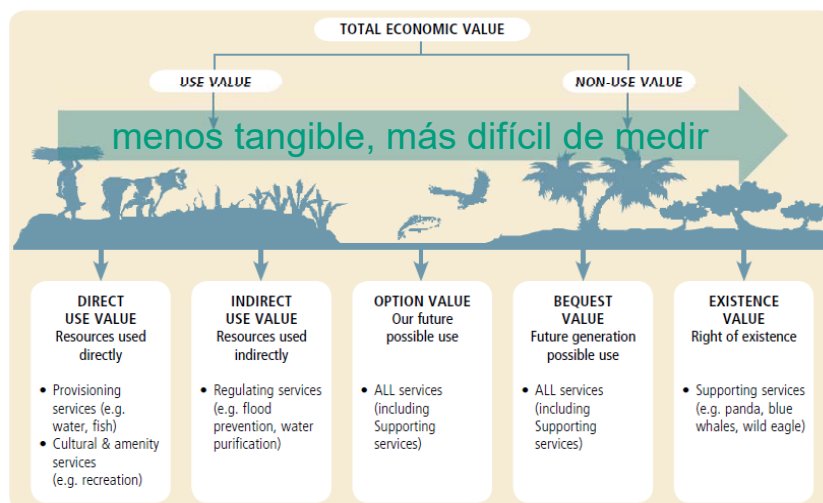 TOTAL ECONOMIC VALUE
USE VALUE
NON-USE VALUE
menos tangible, más difícil de medir
DIRECT
USE VALUE
Resources used
directly
• Provisioning
services (e.g.
water, fish)
• Cultural & amenity
services
(e.g. recreation)
INDIRECT
USE VALUE
Resources used
indirectly
• Regulating services
(e.g. flood
prevention, water
purification)
OPTION VALUE
Our future
possible use
• ALL services
(including
Supporting
services)
BEQUEST
VALUE
Future generation
possible use
• ALL services
(including
Supporting
services)
EXISTENCE
VALUE
Right of existence
• Supporting services
(e.g. panda, blue
whales, wild eagle)